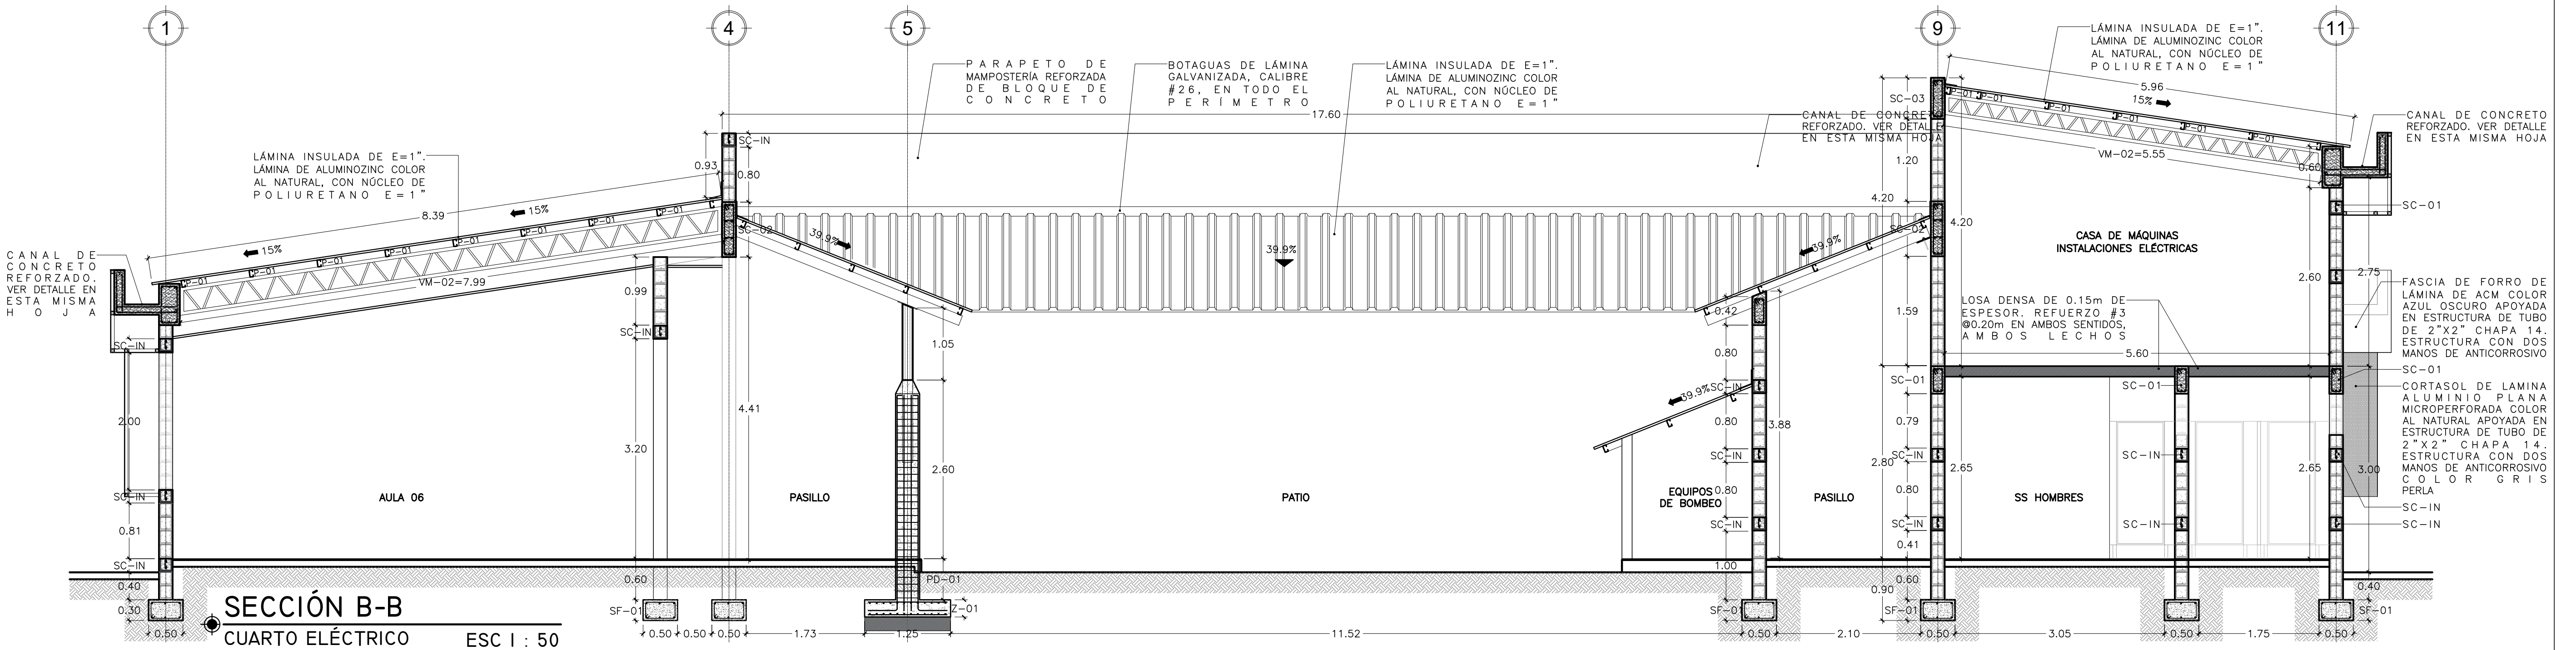 1
4
5
9
11
LÁMINA INSULADA DE E=1".
LÁMINA DE ALUMINOZINC COLOR
AL NATURAL, CON NÚCLEO DE
POLIURETANO E=1"
PARAPETO DE
MAMPOSTERÍA REFORZADA
DE BLOQUE DE
CONCRETO
BOTAGUAS DE LÁMINA
GALVANIZADA, CALIBRE
#26, EN TODO EL
PERÍMETRO
LÁMINA INSULADA DE E=1".
LÁMINA DE ALUMINOZINC COLOR
AL NATURAL, CON NÚCLEO DE
POLIURETANO E=1"
CANAL DE CONCRETO
REFORZADO. VER DETALLE
EN ESTA MISMA HOJA
LÁMINA INSULADA DE E=1".
LÁMINA DE ALUMINOZINC COLOR
AL NATURAL, CON NÚCLEO DE
POLIURETANO E=1"
CANAL DE CONCRETO
REFORZADO. VER DETALLE
EN ESTA MISMA HOJA
17.60
5.96
15%
P-01
P-01
P-01
P-01
P-01
P-01
VM-02=5.55
0.60
SC-03
1.20
4.20
4.20
SC-02
1.59
SC-IN
0.93
0.80
SC-02
8.39
15%
15%
P-01
P-01
P-01
P-01
P-01
P-01
P-01
P-01
VM-02=7.99
CANAL DE
CONCRETO
REFORZADO.
VER DETALLE EN
ESTA MISMA
HOJA
39.9%
39.9%
39.9%
39.9%
CASA DE MÁQUINAS
INSTALACIONES ELÉCTRICAS
LOSA DENSA DE 0.15m DE
ESPESOR. REFUERZO #3
@0.20m EN AMBOS SENTIDOS,
AMBOS LECHOS
5.60
2.60
2.75
SC-01
FASCIA DE FORRO DE
LÁMINA DE ACM COLOR
AZUL OSCURO APOYADA
EN ESTRUCTURA DE TUBO
DE 2"X2" CHAPA 14.
ESTRUCTURA CON DOS
MANOS DE ANTICORROSIVO
SC-01
CORTASOL DE LAMINA
ALUMINIO PLANA
MICROPERFORADA COLOR
AL NATURAL APOYADA EN
ESTRUCTURA DE TUBO DE
2"X2" CHAPA 14.
ESTRUCTURA CON DOS
MANOS DE ANTICORROSIVO
COLOR GRIS
PERLA
SC-IN
SC-IN
SC-IN
2.00
SC-IN
0.81
SC-IN
0.40
0.30
0.99
SC-IN
3.20
0.60
SF-01
4.41
1.05
2.60
PD-01
Z-01
0.42
0.80
SC-IN
0.80
SC-IN
0.80
SC-IN
1.00
SF-01
3.88
SC-01
0.79
SC-IN
2.80
0.80
SC-IN
0.41
0.60
0.90
SF-01
2.65
SC-01
SC-IN
SC-IN
2.65
3.00
0.40
SF-01
AULA 06
PASILLO
PATIO
EQUIPOS
DE BOMBEO
PASILLO
SS HOMBRES
0.50
0.50
0.50
0.50
1.73
1.25
11.52
0.50
2.10
0.50
3.05
0.50
1.75
0.50
SECCIÓN B-B
CUARTO ELÉCTRICO
ESC 1 : 50